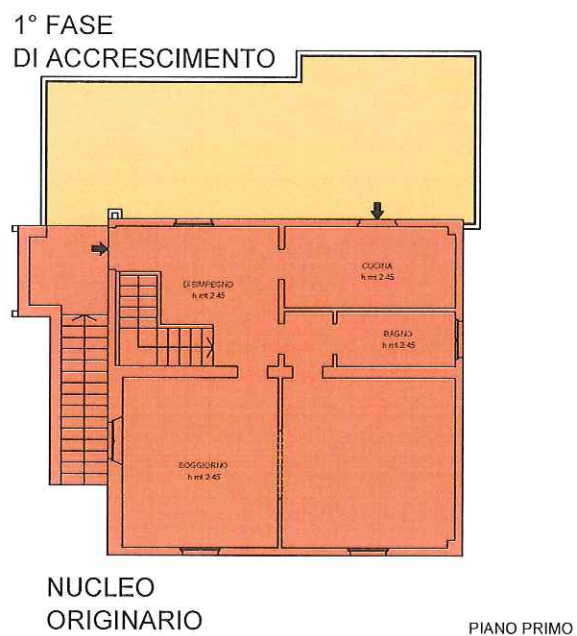 1° FASE
DI ACCRESCIMENTO
CUCINA
h mt 2.45
DISIMPEGNO
h mt 2.45
BAGNO
h mt 2.45
SOGGIORNO
h mt 2.45
NUCLEO
ORIGINARIO
PIANO PRIMO